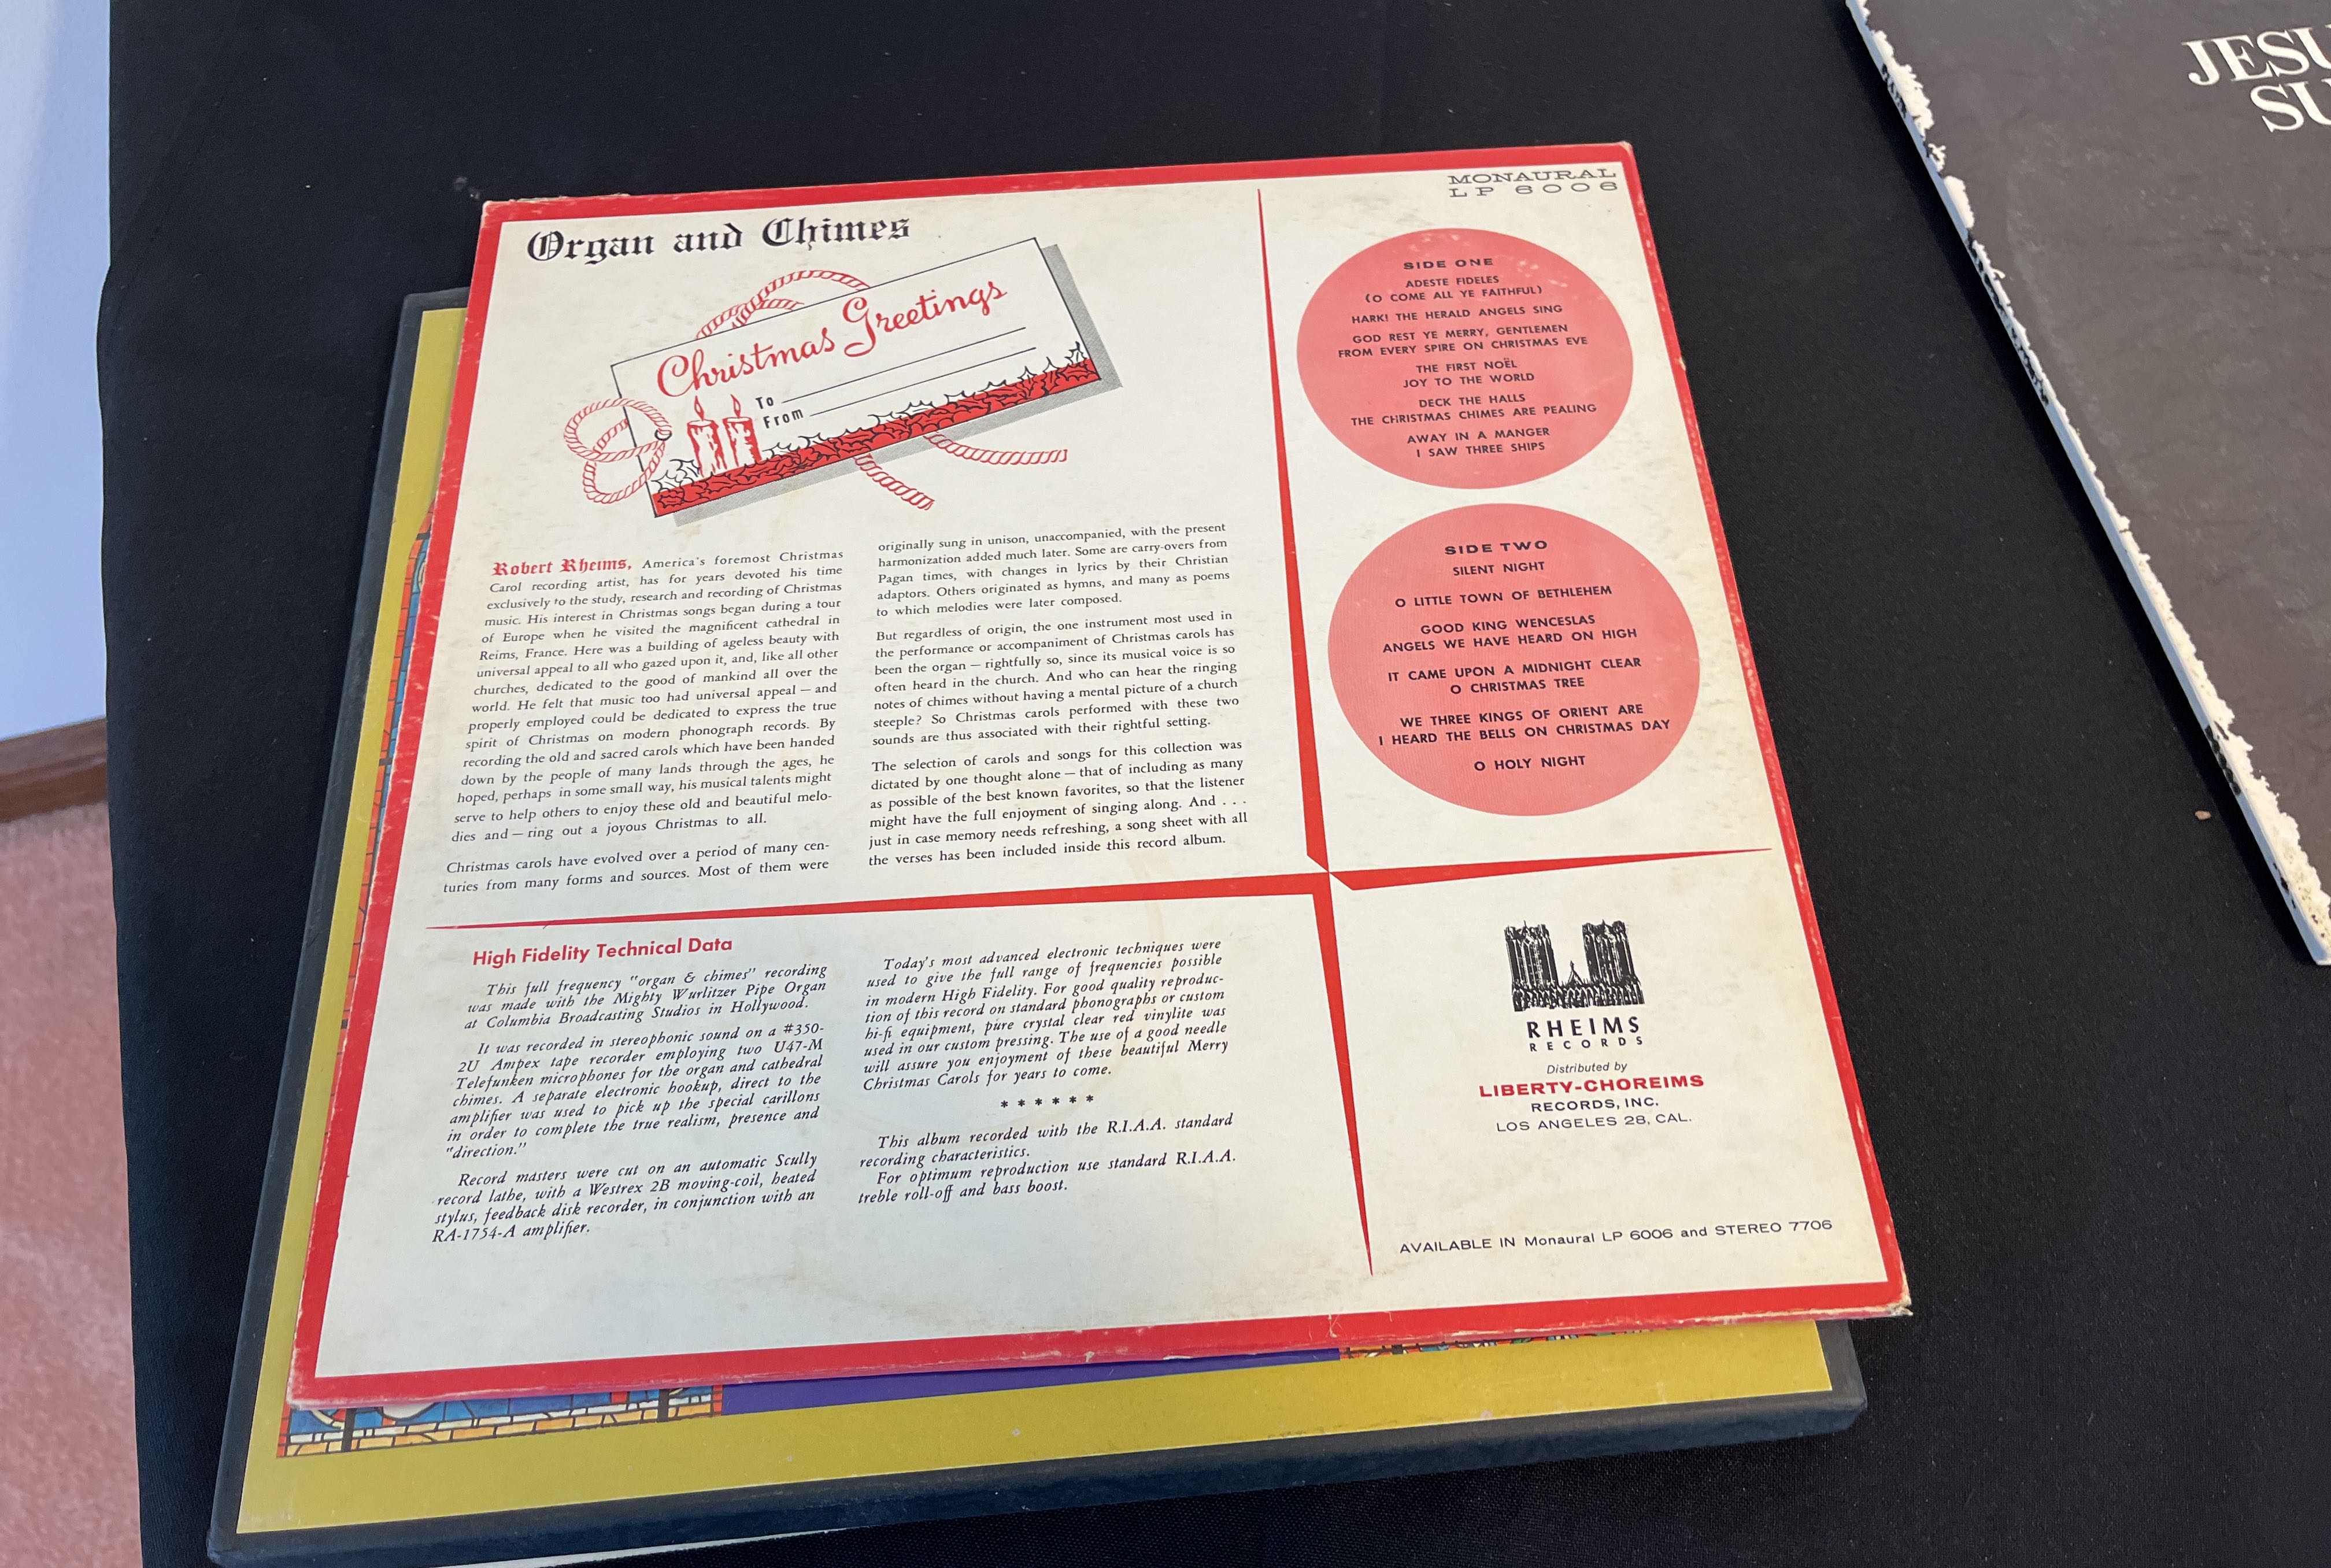 Organ and Chimes
Christmas Greetings
To
From
Robert Rheims, America's foremost Christmas
Carol recording artist, has for years devoted his time
exclusively to the study, research and recording of Christmas
music. His interest in Christmas songs began during a tour
of Europe when he visited the magnificent cathedral in
Reims, France. Here was a building of ageless beauty with
universal appeal to all who gazed upon it, and, like all other
churches, dedicated to the good of mankind all over the
world. He felt that music too had universal appeal — and
properly employed could be dedicated to express the true
spirit of Christmas on modern phonograph records. By
recording the old and sacred carols which have been handed
down by the people of many lands through the ages, he
hoped, perhaps in some small way, his musical talents might
serve to help others to enjoy these old and beautiful melo-
dies and — ring out a joyous Christmas to all.
Christmas carols have evolved over a period of many cen-
turies from many forms and sources. Most of them were
originally sung in unison, unaccompanied, with the present
harmonization added much later. Some are carry-overs from
Pagan times, with changes in lyrics by their Christian
adaptors. Others originated as hymns, and many as poems
to which melodies were later composed.
But regardless of origin, the one instrument most used in
the performance or accompaniment of Christmas carols has
been the organ — rightfully so, since its musical voice is so
often heard in the church. And who can hear the ringing
notes of chimes without having a mental picture of a church
steeple? So Christmas carols performed with these two
sounds are thus associated with their rightful setting.
The selection of carols and songs for this collection was
dictated by one thought alone — that of including as many
as possible of the best known favorites, so that the listener
might have the full enjoyment of singing along. And . . .
just in case memory needs refreshing, a song sheet with all
the verses has been included inside this record album.
MONAURAL
LP 6006
SIDE ONE
ADESTE FIDELES
(O COME ALL YE FAITHFUL)
HARK! THE HERALD ANGELS SING
GOD REST YE MERRY, GENTLEMEN
FROM EVERY SPIRE ON CHRISTMAS EVE
THE FIRST NOËL
JOY TO THE WORLD
DECK THE HALLS
THE CHRISTMAS CHIMES ARE PEALING
AWAY IN A MANGER
I SAW THREE SHIPS
SIDE TWO
SILENT NIGHT
O LITTLE TOWN OF BETHLEHEM
GOOD KING WENCESLAS
ANGELS WE HAVE HEARD ON HIGH
IT CAME UPON A MIDNIGHT CLEAR
O CHRISTMAS TREE
WE THREE KINGS OF ORIENT ARE
I HEARD THE BELLS ON CHRISTMAS DAY
O HOLY NIGHT
High Fidelity Technical Data
This full frequency "organ & chimes" recording
was made with the Mighty Wurlitzer Pipe Organ
at Columbia Broadcasting Studios in Hollywood.
It was recorded in stereophonic sound on a #350-
2U Ampex tape recorder employing two U47-M
Telefunken microphones for the organ and cathedral
chimes. A separate electronic hookup, direct to the
amplifier was used to pick up the special carillons
in order to complete the true realism, presence and
"direction."
Record masters were cut on an automatic Scully
record lathe, with a Westrex 2B moving-coil, heated
stylus, feedback disk recorder, in conjunction with an
RA-1754-A amplifier.
Today's most advanced electronic techniques were
used to give the full range of frequencies possible
in modern High Fidelity. For good quality reproduc-
tion of this record on standard phonographs or custom
hi-fi equipment, pure crystal clear red vinylite was
used in our custom pressing. The use of a good needle
will assure you enjoyment of these beautiful Merry
Christmas Carols for years to come.
* * * * * *
This album recorded with the R.I.A.A. standard
recording characteristics.
For optimum reproduction use standard R.I.A.A.
treble roll-off and bass boost.
RHEIMS
RECORDS
Distributed by
LIBERTY-CHOREIMS
RECORDS, INC.
LOS ANGELES 28, CAL.
AVAILABLE IN Monaural LP 6006 and STEREO 7706
JESU
SU